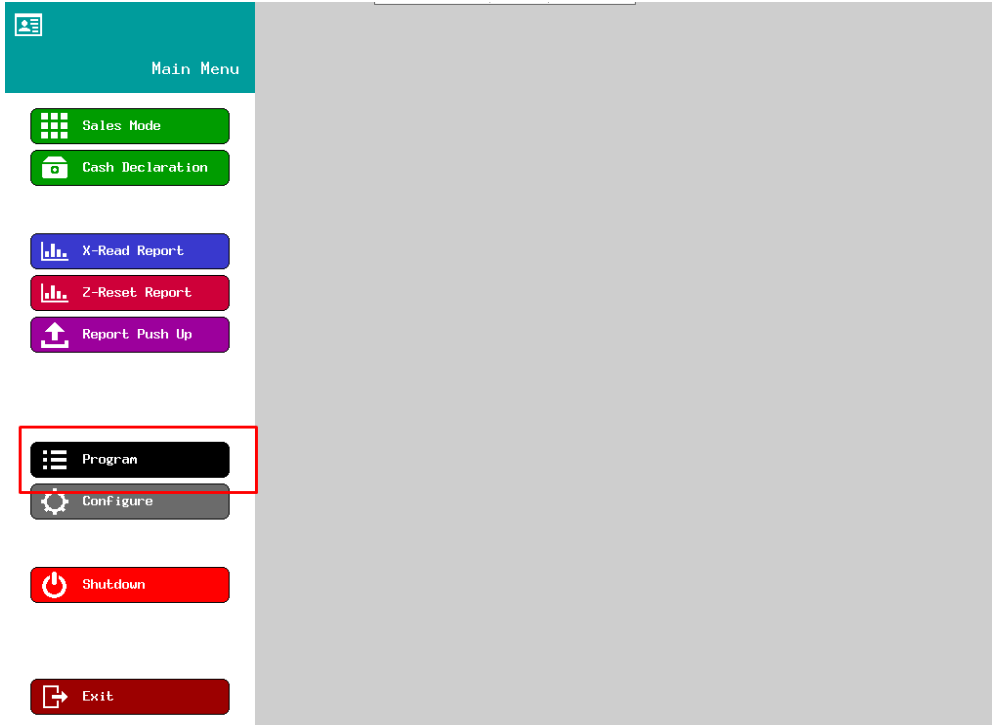 Main Menu
Sales Mode
Cash Declaration
X-Read Report
Z-Reset Report
Report Push Up
Program
Configure
Shutdown
Exit